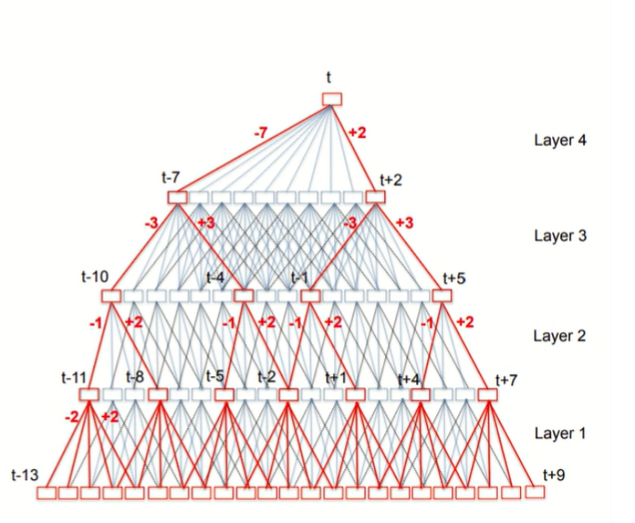 t
-7 +2 Layer 4
t-7 t+2
-3 +3 -3 +3 Layer 3
t-10 t-4 t-1 t+5
-1 +2 -1 +2 -1 +2 -1 +2 Layer 2
t-11 t-8 t-5 t-2 t+1 t+4 t+7
-2 +2 Layer 1
t-13 t+9